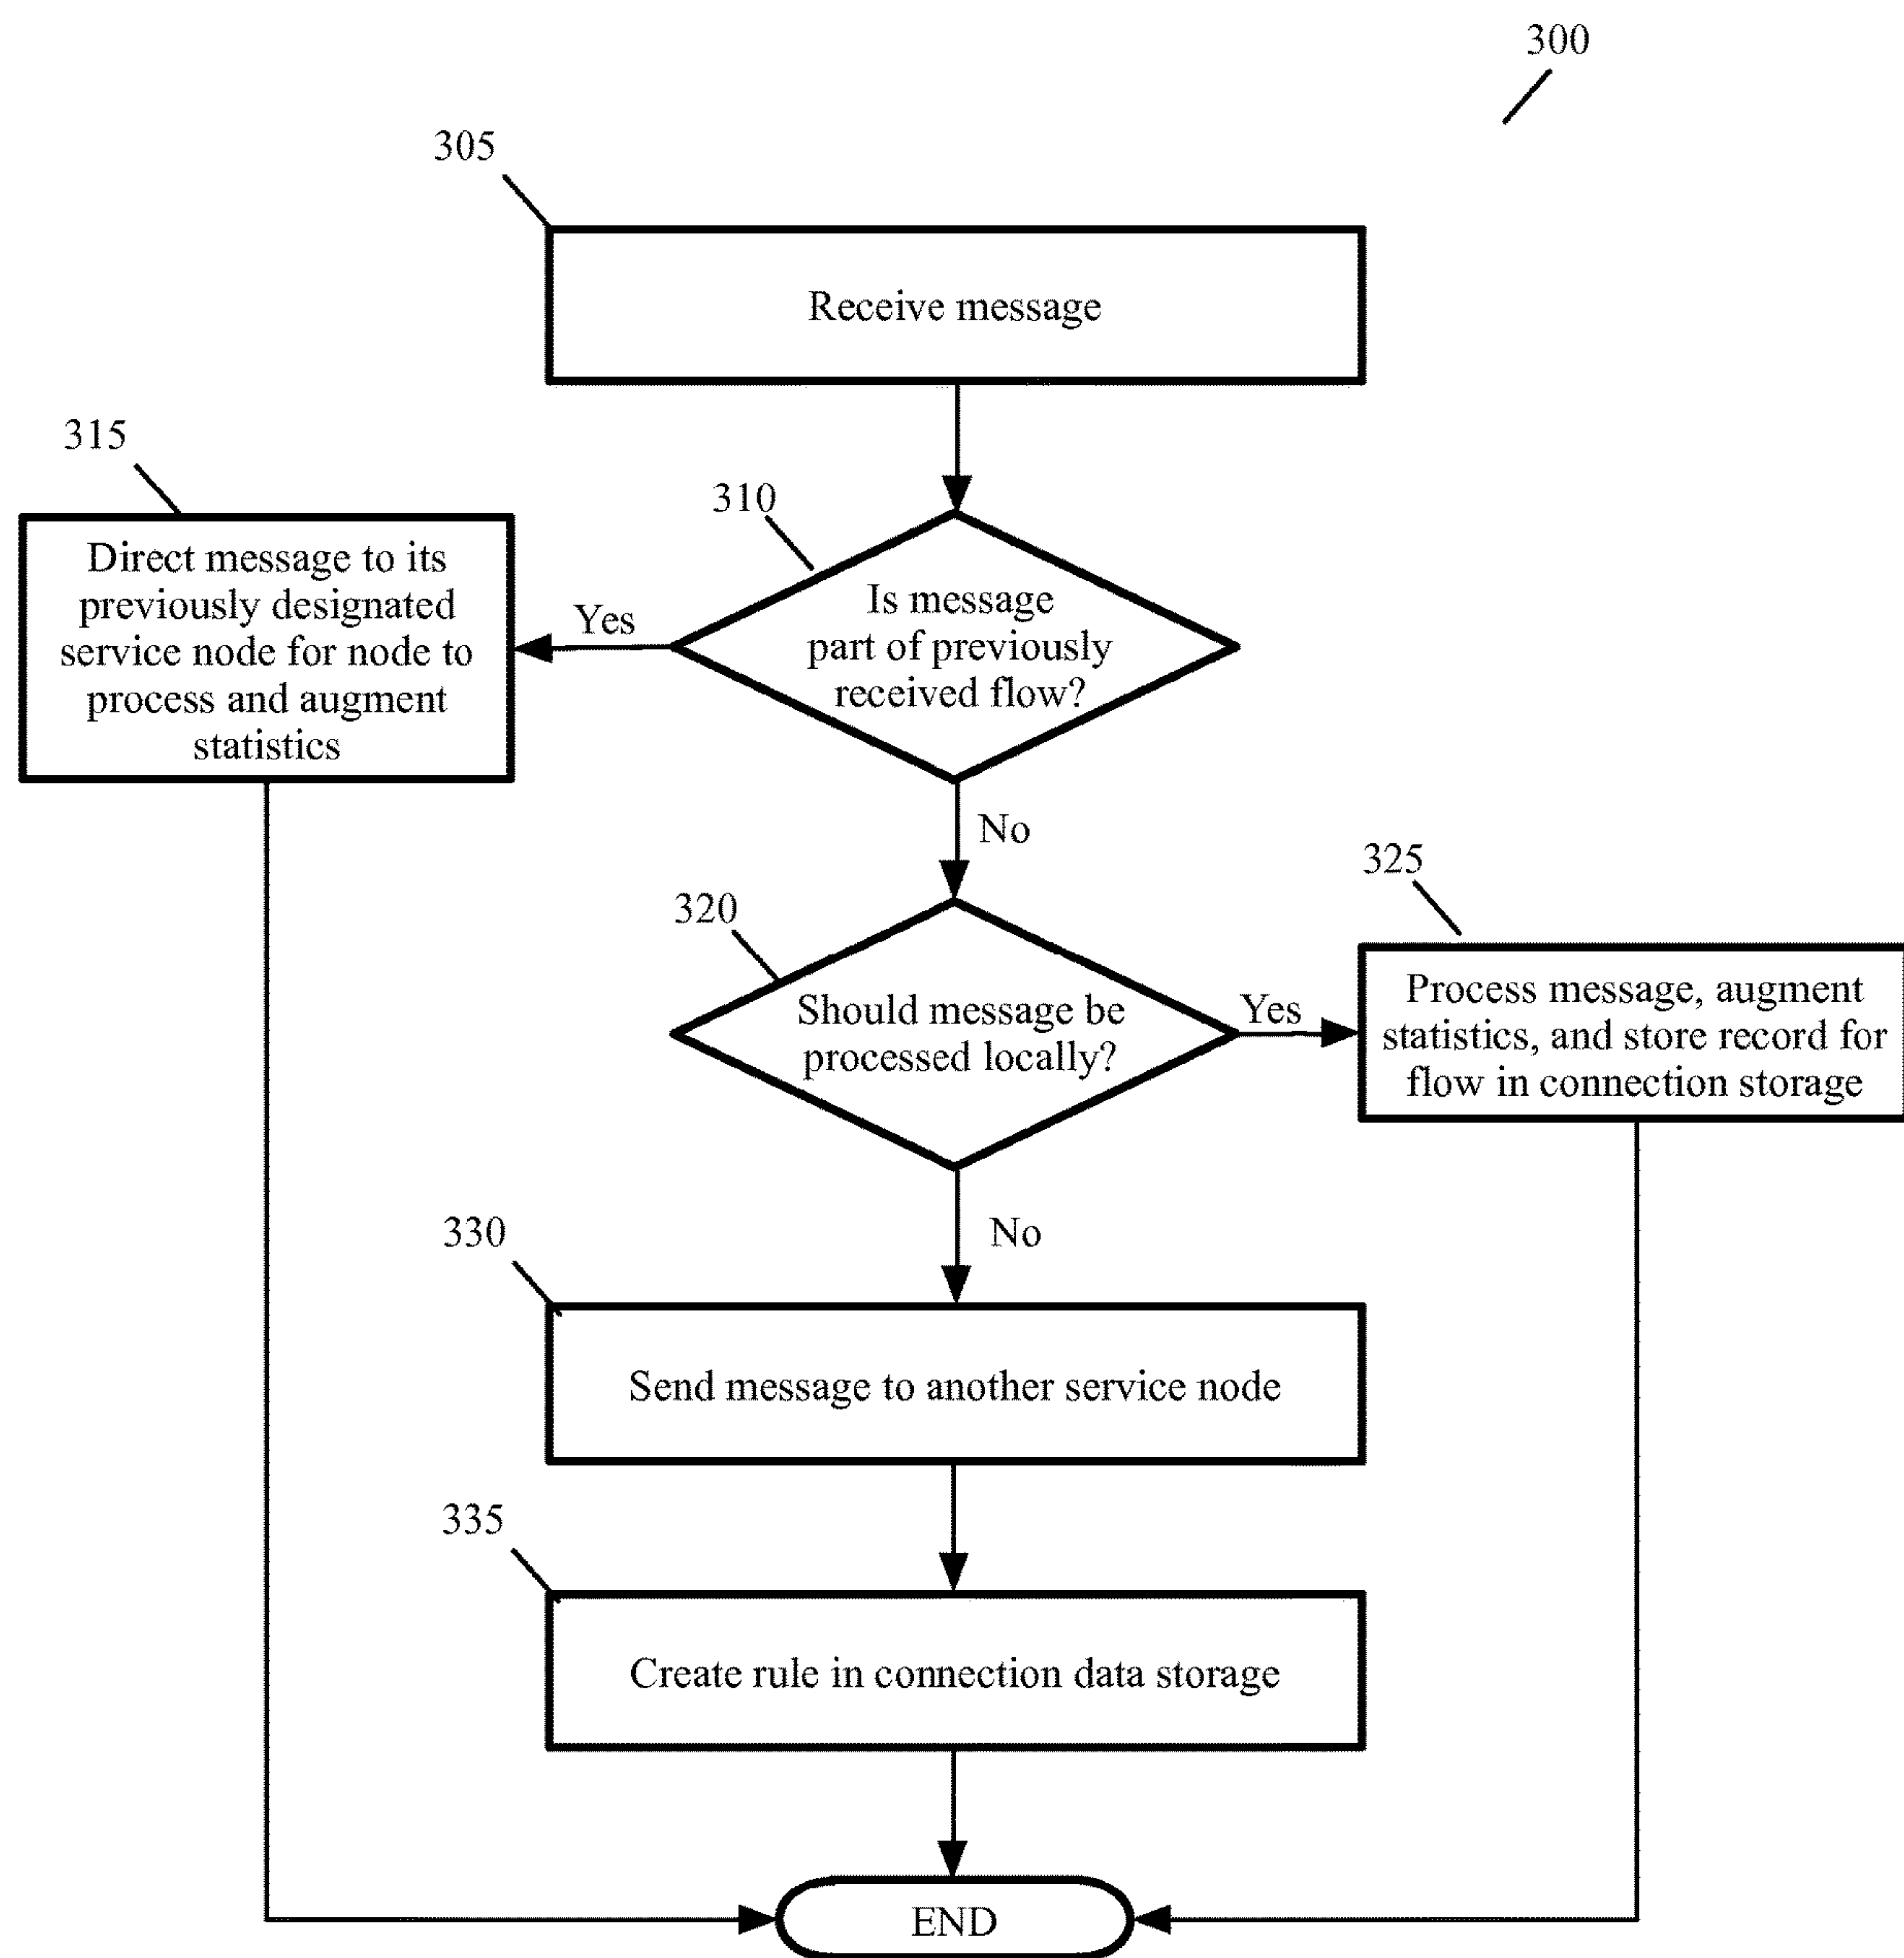 300
305
Receive message
315
310
Direct message to its
previously designated
service node for node to
process and augment
statistics
Yes
Is message
part of previously
received flow?
No
325
320
Should message be
processed locally?
Yes
Process message, augment
statistics, and store record for
flow in connection storage
No
330
Send message to another service node
335
Create rule in connection data storage
END